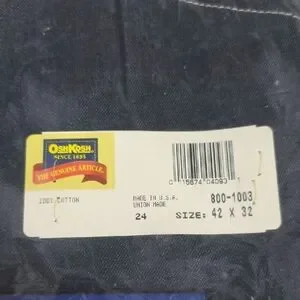 OSHKOSH
SINCE 1895
THE GENUINE ARTICLE.
0 15674 04093 1
100% COTTON
MADE IN U.S.A.
UNION MADE
800-1003
24
SIZE: 42 X 32